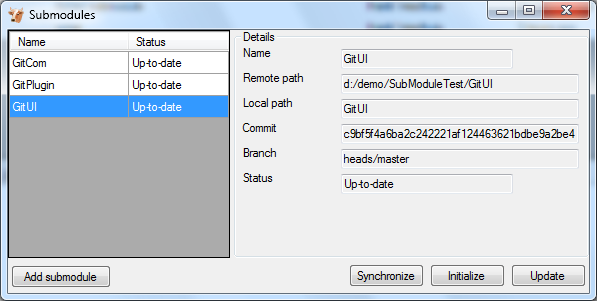 Submodules
Name Status
GitCom Up-to-date
GitPlugin Up-to-date
GitUI Up-to-date
Details
Name GitUI
Remote path d:/demo/SubModuleTest/GitUI
Local path GitUI
Commit c9bf5f4a6ba2c242221af124463621bdbe9a2be4
Branch heads/master
Status Up-to-date
Add submodule Synchronize Initialize Update